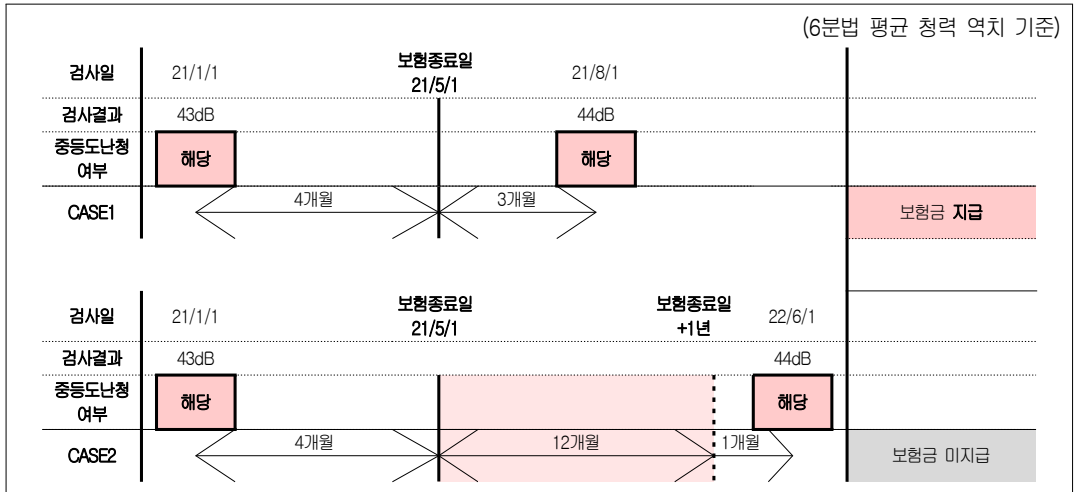 (6분법 평균 청력 역치 기준)
검사일 21/1/1 보험종료일 21/5/1 21/8/1
검사결과 43dB 44dB
중등도난청 여부 해당 해당
CASE1 4개월 3개월 보험금 지급
검사일 21/1/1 보험종료일 21/5/1 보험종료일 +1년 22/6/1
검사결과 43dB 44dB
중등도난청 여부 해당 해당
CASE2 4개월 12개월 1개월 보험금 미지급